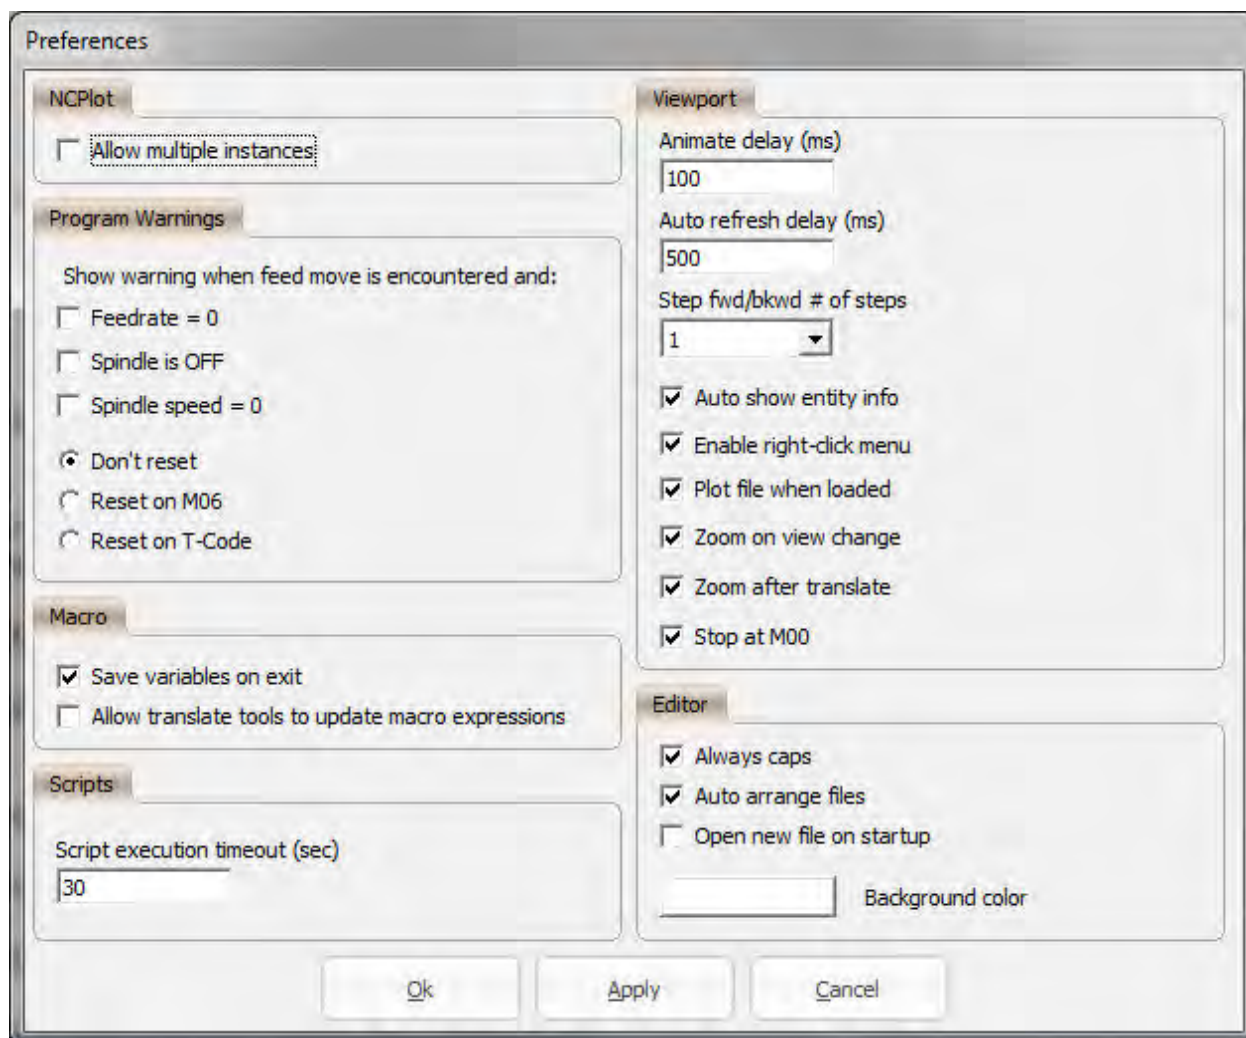 Preferences
NCPlot
Allow multiple instances
Program Warnings
Show warning when feed move is encountered and:
Feedrate = 0
Spindle is OFF
Spindle speed = 0
Don't reset
Reset on M06
Reset on T-Code
Macro
Save variables on exit
Allow translate tools to update macro expressions
Scripts
Script execution timeout (sec)
30
Viewport
Animate delay (ms)
100
Auto refresh delay (ms)
500
Step fwd/bkwd # of steps
1
Auto show entity info
Enable right-click menu
Plot file when loaded
Zoom on view change
Zoom after translate
Stop at M00
Editor
Always caps
Auto arrange files
Open new file on startup
Background color
Ok Apply Cancel